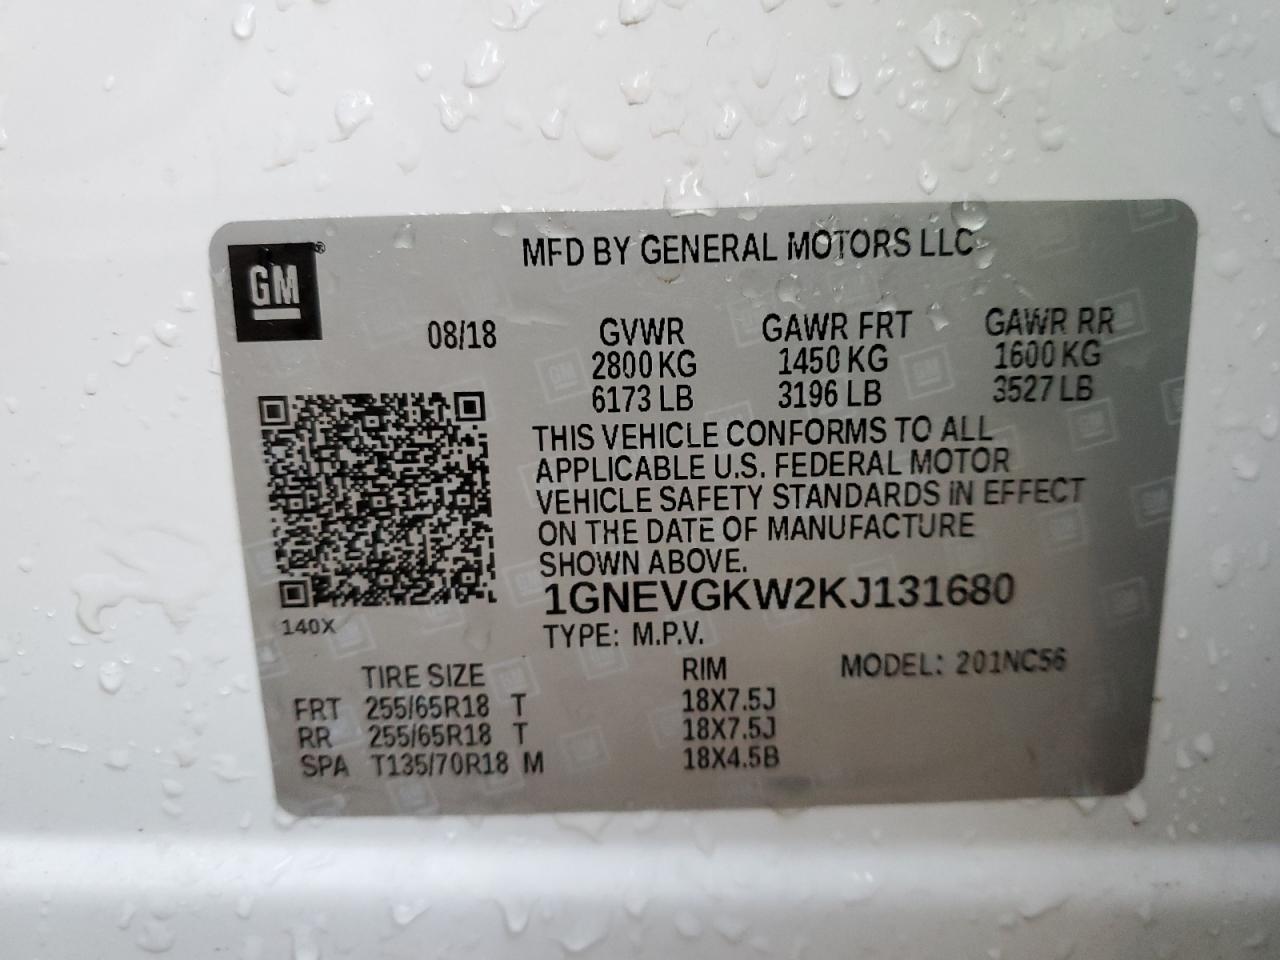 GM ®
MFD BY GENERAL MOTORS LLC
08/18 GVWR GAWR FRT GAWR RR
2800 KG 1450 KG 1600 KG
6173 LB 3196 LB 3527 LB
THIS VEHICLE CONFORMS TO ALL
APPLICABLE U.S. FEDERAL MOTOR
VEHICLE SAFETY STANDARDS IN EFFECT
ON THE DATE OF MANUFACTURE
SHOWN ABOVE.
1GNEVGKW2KJ131680
140X
TYPE: M.P.V.
TIRE SIZE RIM MODEL: 201NC56
FRT 255/65R18 T 18X7.5J
RR 255/65R18 T 18X7.5J
SPA T135/70R18 M 18X4.5B